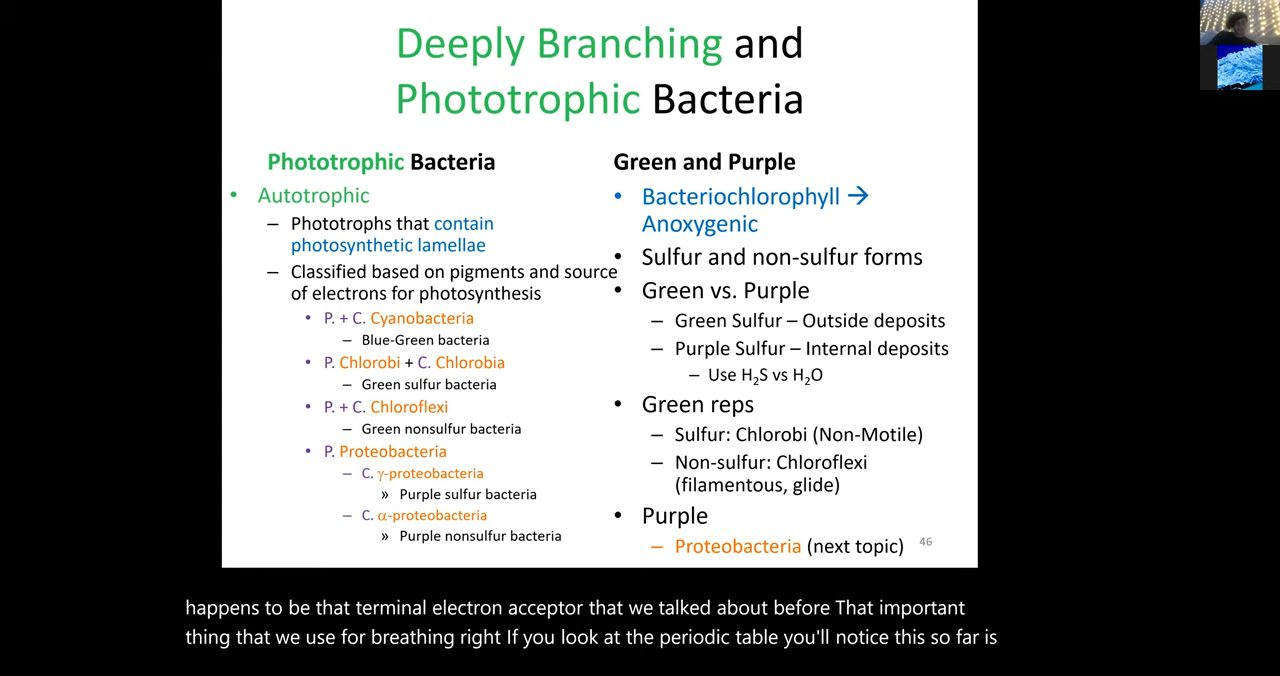 Deeply Branching and
Phototrophic Bacteria
Phototrophic Bacteria
• Autotrophic
– Phototrophs that contain
photosynthetic lamellae
– Classified based on pigments and source
of electrons for photosynthesis
• P. + C. Cyanobacteria
– Blue-Green bacteria
• P. Chlorobi + C. Chlorobia
– Green sulfur bacteria
• P. + C. Chloroflexi
– Green nonsulfur bacteria
• P. Proteobacteria
– C. γ-proteobacteria
» Purple sulfur bacteria
– C. α-proteobacteria
» Purple nonsulfur bacteria
Green and Purple
• Bacteriochlorophyll →
Anoxygenic
• Sulfur and non-sulfur forms
• Green vs. Purple
– Green Sulfur – Outside deposits
– Purple Sulfur – Internal deposits
– Use H₂S vs H₂O
• Green reps
– Sulfur: Chlorobi (Non-Motile)
– Non-sulfur: Chloroflexi
(filamentous, glide)
• Purple
– Proteobacteria (next topic)
46
happens to be that terminal electron acceptor that we talked about before That important
thing that we use for breathing right If you look at the periodic table you'll notice this so far is